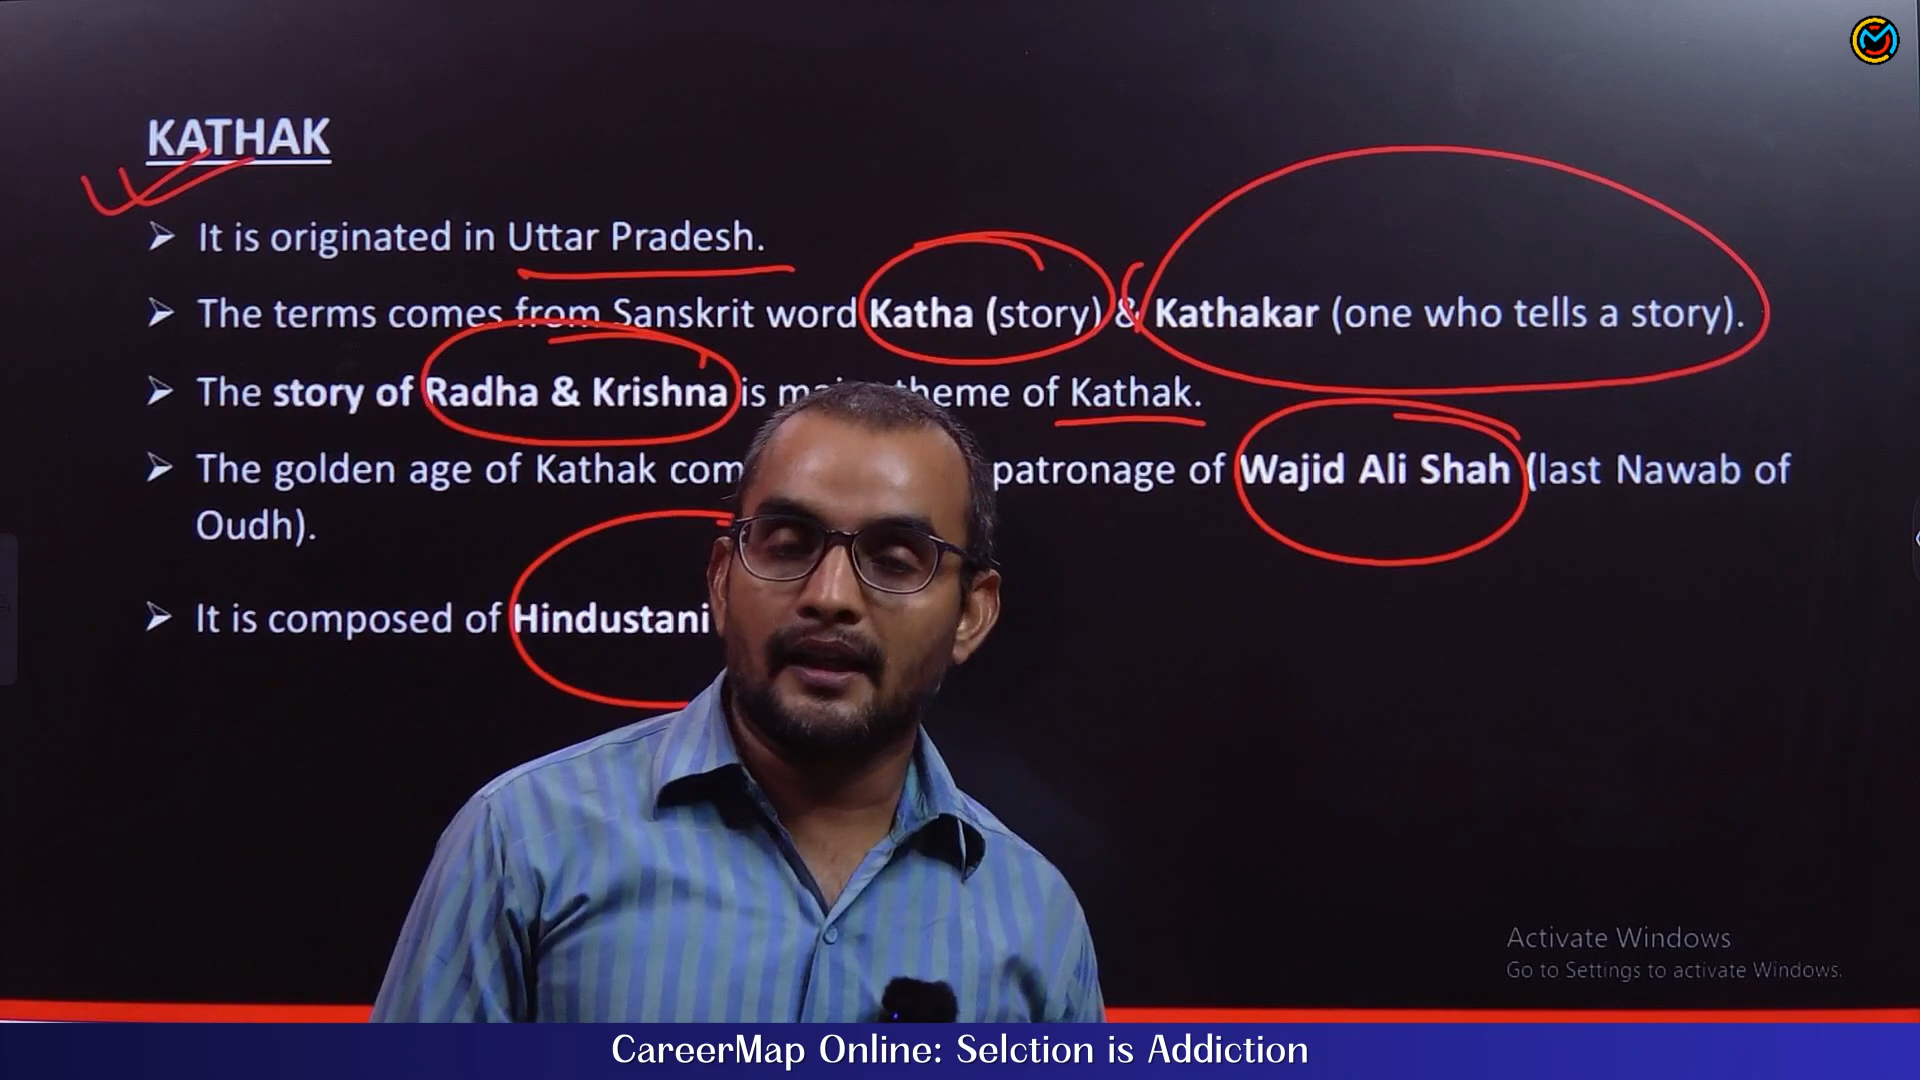 KATHAK
It is originated in Uttar Pradesh.
The terms comes from Sanskrit word Katha (story) & Kathakar (one who tells a story).
The story of Radha & Krishna is theme of Kathak.
The golden age of Kathak patronage of Wajid Ali Shah (last Nawab of
Oudh).
It is composed of Hindustani
Activate Windows
Go to Settings to activate Windows.
CareerMap Online: Selction is Addiction